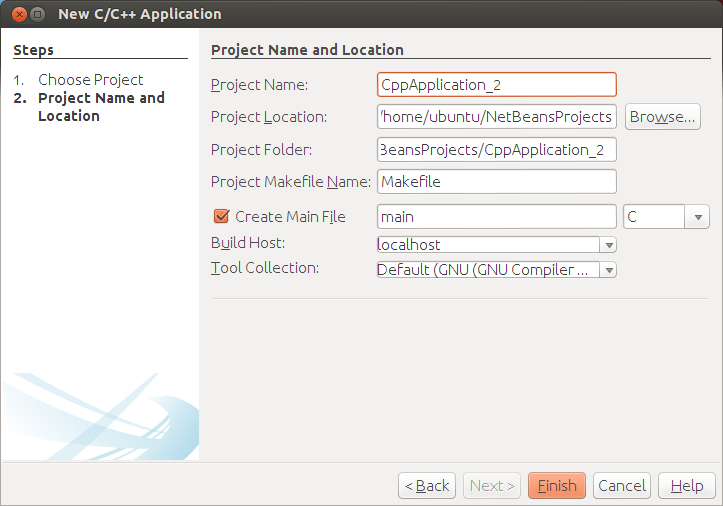 New C/C++ Application
Steps
1. Choose Project
2. Project Name and
Location
Project Name and Location
Project Name: CppApplication_2
Project Location: /home/ubuntu/NetBeansProjects Browse...
Project Folder: BeansProjects/CppApplication_2
Project Makefile Name: Makefile
Create Main File main C
Build Host: localhost
Tool Collection: Default (GNU (GNU Compiler ...
< Back Next > Finish Cancel Help